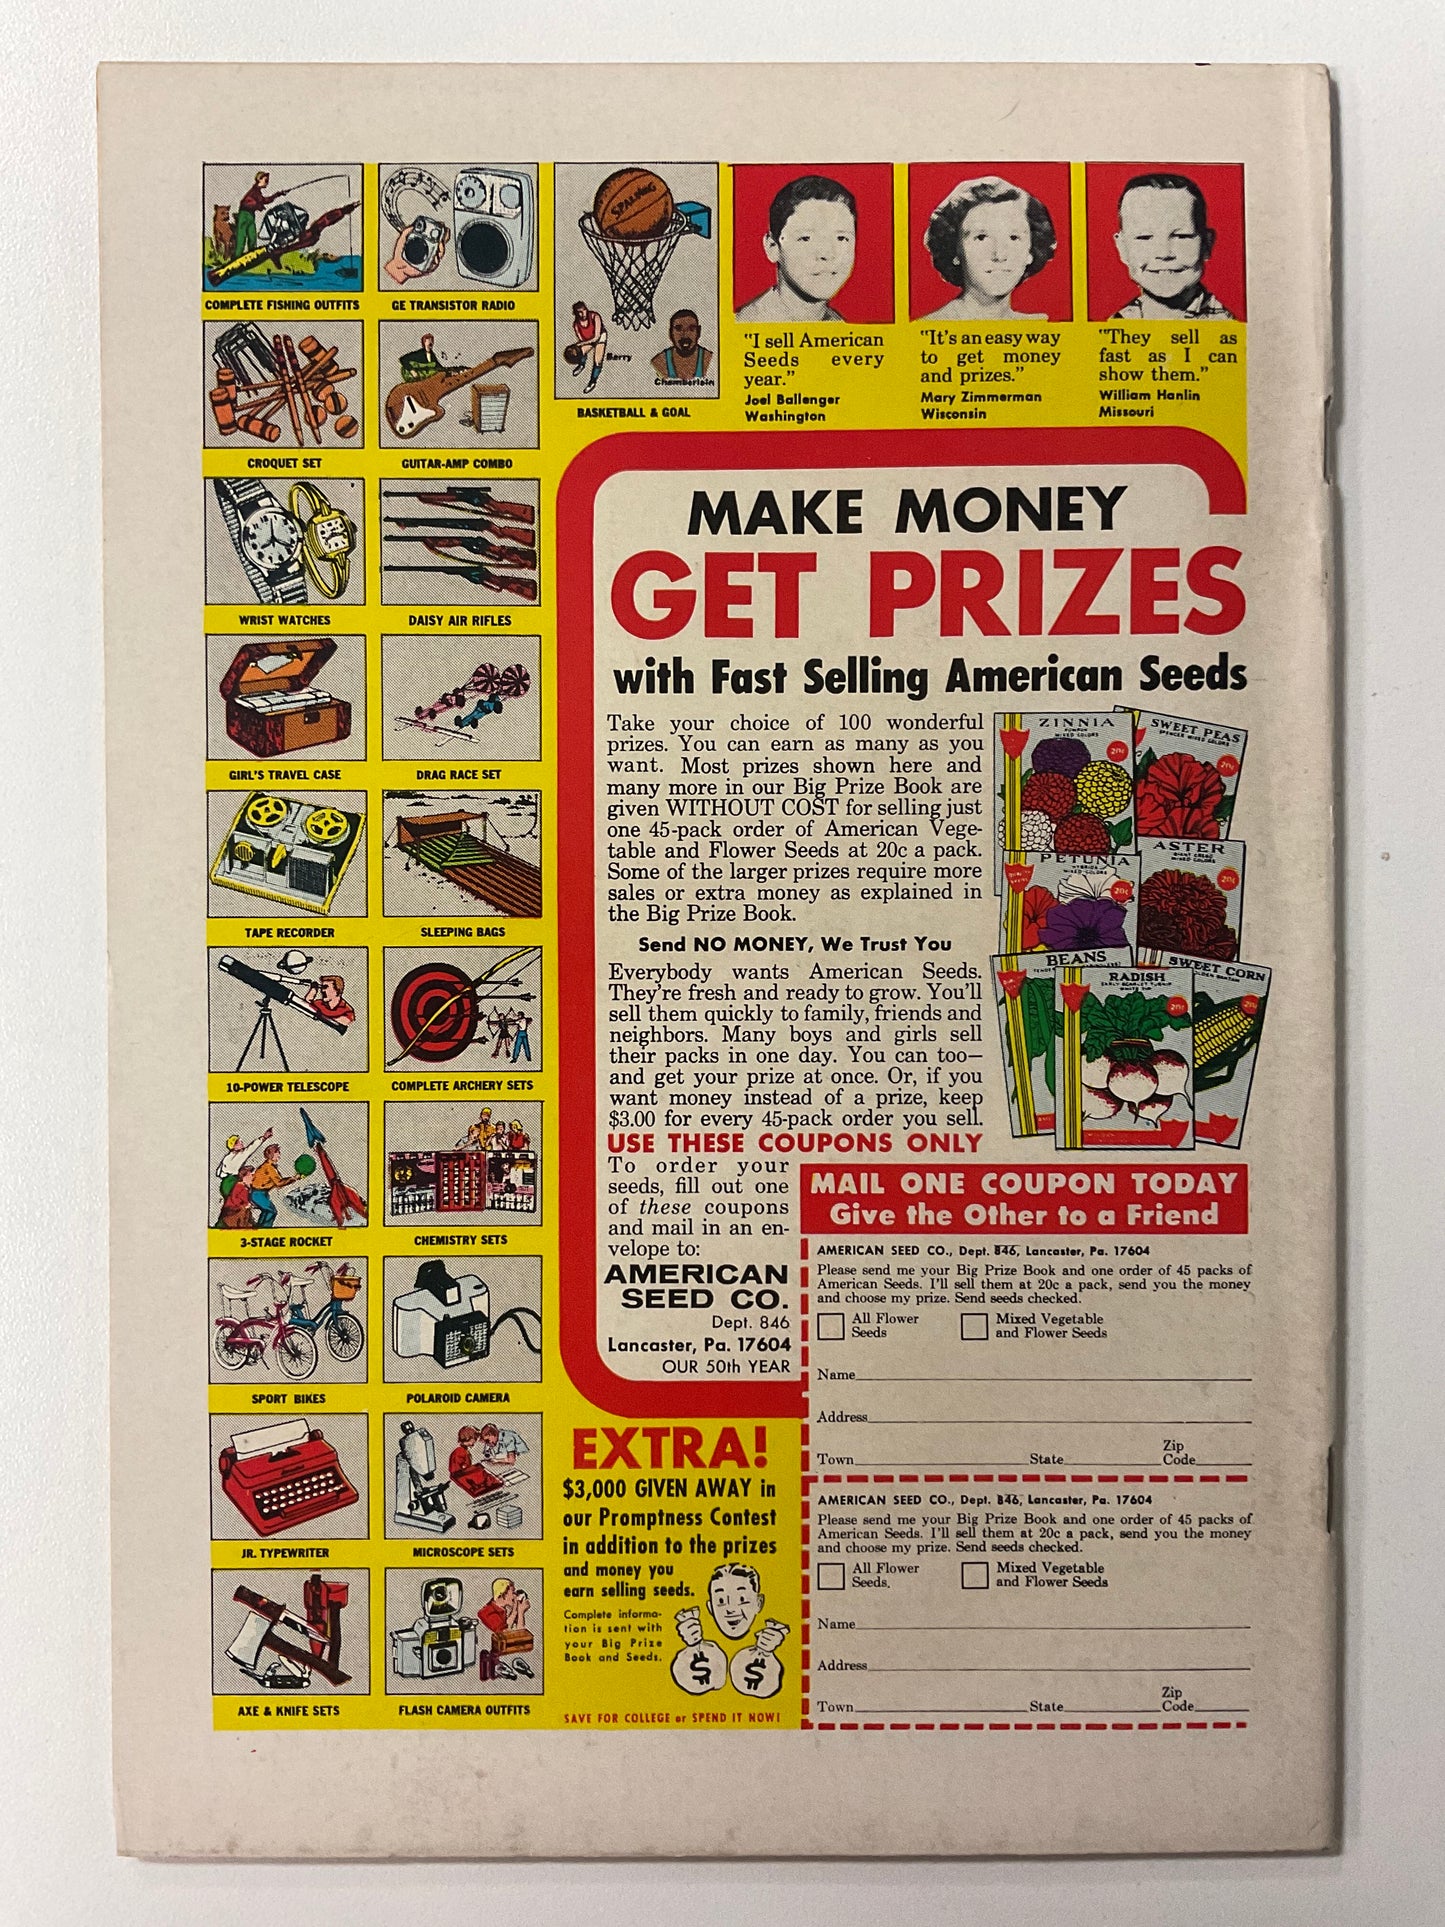 COMPLETE FISHING OUTFITS
GE TRANSISTOR RADIO
CROQUET SET
GUITAR-AMP COMBO
WRIST WATCHES
DAISY AIR RIFLES
GIRL'S TRAVEL CASE
DRAG RACE SET
TAPE RECORDER
SLEEPING BAGS
10-POWER TELESCOPE
COMPLETE ARCHERY SETS
3-STAGE ROCKET
CHEMISTRY SETS
SPORT BIKES
POLAROID CAMERA
JR. TYPEWRITER
MICROSCOPE SETS
AXE & KNIFE SETS
FLASH CAMERA OUTFITS
SPALDING
Barry
Chamberlain
BASKETBALL & GOAL
"I sell American
Seeds every
year."
Joel Ballenger
Washington
"It's an easy way
to get money
and prizes."
Mary Zimmerman
Wisconsin
"They sell as
fast as I can
show them."
William Hanlin
Missouri
MAKE MONEY
GET PRIZES
with Fast Selling American Seeds
Take your choice of 100 wonderful
prizes. You can earn as many as you
want. Most prizes shown here and
many more in our Big Prize Book are
given WITHOUT COST for selling just
one 45-pack order of American Vege-
table and Flower Seeds at 20c a pack.
Some of the larger prizes require more
sales or extra money as explained in
the Big Prize Book.
Send NO MONEY, We Trust You
Everybody wants American Seeds.
They're fresh and ready to grow. You'll
sell them quickly to family, friends and
neighbors. Many boys and girls sell
their packs in one day. You can too—
and get your prize at once. Or, if you
want money instead of a prize, keep
$3.00 for every 45-pack order you sell.
USE THESE COUPONS ONLY
To order your
seeds, fill out one
of these coupons
and mail in an en-
velope to:
AMERICAN
SEED CO.
Dept. 846
Lancaster, Pa. 17604
OUR 50th YEAR
ZINNIA
MIXED COLORS
20¢
SWEET PEAS
SPENCER MIXED COLORS
20¢
PETUNIA
MIXED COLORS
20¢
ASTER
MIXED COLORS
20¢
BEANS
RADISH
EARLY SCARLET TURNIP
WHITE TIP
20¢
SWEET CORN
20¢
MAIL ONE COUPON TODAY
Give the Other to a Friend
AMERICAN SEED CO., Dept. 846, Lancaster, Pa. 17604
Please send me your Big Prize Book and one order of 45 packs of
American Seeds. I'll sell them at 20c a pack, send you the money
and choose my prize. Send seeds checked.
All Flower
Seeds
Mixed Vegetable
and Flower Seeds
Name
Address
Town State Zip Code
AMERICAN SEED CO., Dept. 846, Lancaster, Pa. 17604
Please send me your Big Prize Book and one order of 45 packs of
American Seeds. I'll sell them at 20c a pack, send you the money
and choose my prize. Send seeds checked.
All Flower
Seeds.
Mixed Vegetable
and Flower Seeds
Name
Address
Town State Zip Code
EXTRA!
$3,000 GIVEN AWAY in
our Promptness Contest
in addition to the prizes
and money you
earn selling seeds.
Complete informa-
tion is sent with
your Big Prize
Book and Seeds.
$ $
SAVE FOR COLLEGE or SPEND IT NOW!